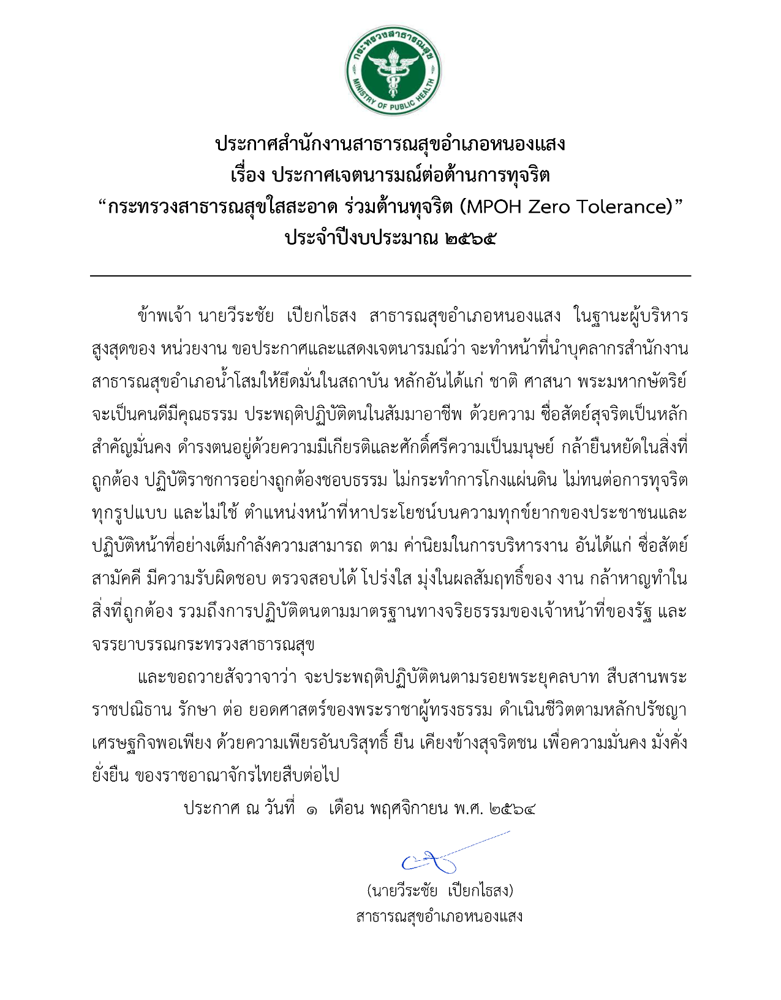 กระทรวงสาธารณสุข
MINISTRY OF PUBLIC HEALTH
ประกาศสำนักงานสาธารณสุขอำเภอหนองแสง
เรื่อง ประกาศเจตนารมณ์ต่อต้านการทุจริต
“กระทรวงสาธารณสุขใสสะอาด ร่วมต้านทุจริต (MPOH Zero Tolerance)”
ประจำปีงบประมาณ ๒๕๖๕
ข้าพเจ้า นายวีระชัย เปียกไธสง สาธารณสุขอำเภอหนองแสง ในฐานะผู้บริหาร
สูงสุดของ หน่วยงาน ขอประกาศและแสดงเจตนารมณ์ว่า จะทำหน้าที่นำบุคลากรสำนักงาน
สาธารณสุขอำเภอน้ำโสมให้ยึดมั่นในสถาบัน หลักอันได้แก่ ชาติ ศาสนา พระมหากษัตริย์
จะเป็นคนดีมีคุณธรรม ประพฤติปฏิบัติตนในสัมมาอาชีพ ด้วยความ ซื่อสัตย์สุจริตเป็นหลัก
สำคัญมั่นคง ดำรงตนอยู่ด้วยความมีเกียรติและศักดิ์ศรีความเป็นมนุษย์ กล้ายืนหยัดในสิ่งที่
ถูกต้อง ปฏิบัติราชการอย่างถูกต้องชอบธรรม ไม่กระทำการโกงแผ่นดิน ไม่ทนต่อการทุจริต
ทุกรูปแบบ และไม่ใช้ ตำแหน่งหน้าที่หาประโยชน์บนความทุกข์ยากของประชาชนและ
ปฏิบัติหน้าที่อย่างเต็มกำลังความสามารถ ตาม ค่านิยมในการบริหารงาน อันได้แก่ ซื่อสัตย์
สามัคคี มีความรับผิดชอบ ตรวจสอบได้ โปร่งใส มุ่งในผลสัมฤทธิ์ของ งาน กล้าหาญทำใน
สิ่งที่ถูกต้อง รวมถึงการปฏิบัติตนตามมาตรฐานทางจริยธรรมของเจ้าหน้าที่ของรัฐ และ
จรรยาบรรณกระทรวงสาธารณสุข
และขอถวายสัจวาจาว่า จะประพฤติปฏิบัติตนตามรอยพระยุคลบาท สืบสานพระ
ราชปณิธาน รักษา ต่อ ยอดศาสตร์ของพระราชาผู้ทรงธรรม ดำเนินชีวิตตามหลักปรัชญา
เศรษฐกิจพอเพียง ด้วยความเพียรอันบริสุทธิ์ ยืน เคียงข้างสุจริตชน เพื่อความมั่นคง มั่งคั่ง
ยั่งยืน ของราชอาณาจักรไทยสืบต่อไป
ประกาศ ณ วันที่ ๑ เดือน พฤศจิกายน พ.ศ. ๒๕๖๔
(นายวีระชัย เปียกไธสง)
สาธารณสุขอำเภอหนองแสง